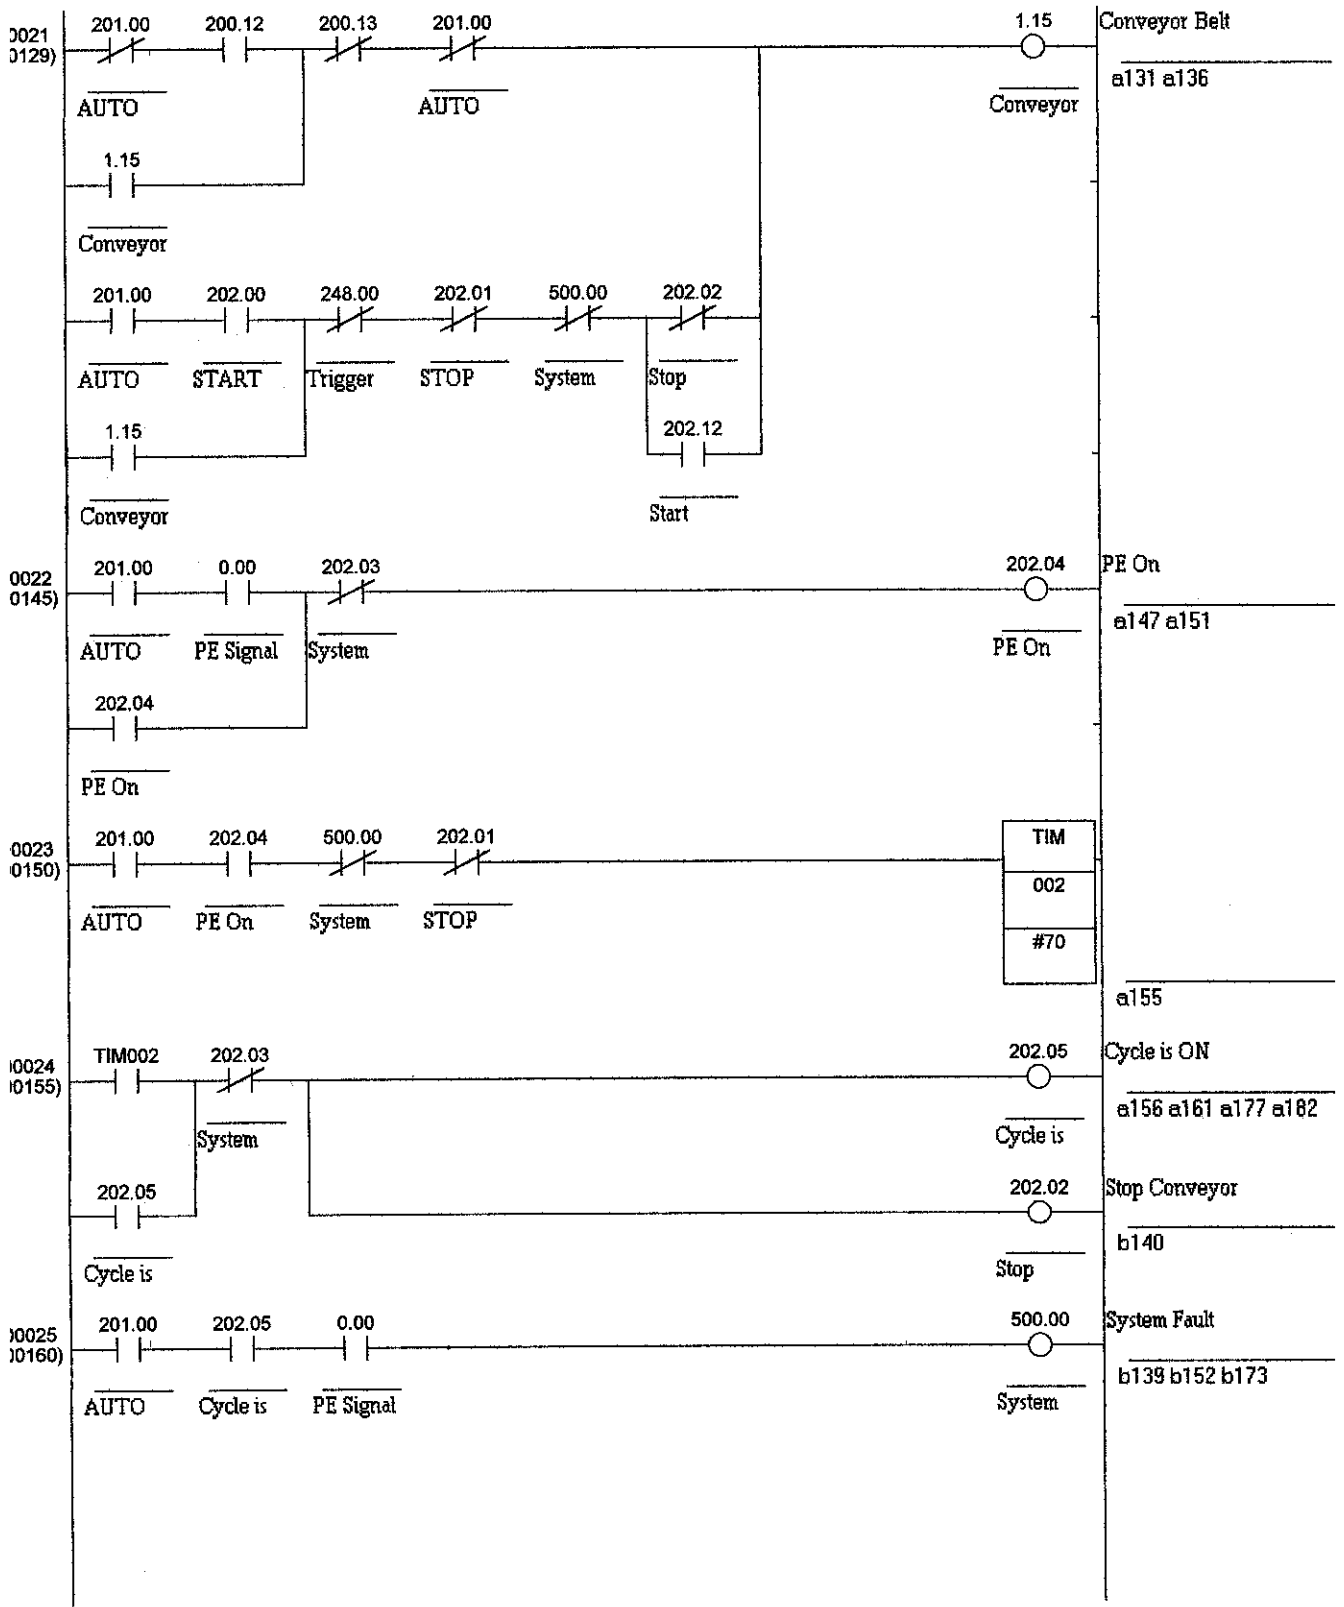 201.00 200.12 200.13 201.00 1.15 Conveyor Belt
0021
0129)
a131 a136
AUTO AUTO Conveyor
1.15
Conveyor
201.00 202.00 248.00 202.01 500.00 202.02
AUTO START Trigger STOP System Stop
1.15 202.12
Conveyor Start
201.00 0.00 202.03 202.04 PE On
0022
0145)
a147 a151
AUTO PE Signal System PE On
202.04
PE On
201.00 202.04 500.00 202.01 TIM
0023
0150)
002
AUTO PE On System STOP
#70
a155
TIM002 202.03 202.05 Cycle is ON
0024
0155)
a156 a161 a177 a182
System Cycle is
202.05 202.02 Stop Conveyor
b140
Cycle is Stop
201.00 202.05 0.00 500.00 System Fault
00025
00160)
b139 b152 b173
AUTO Cycle is PE Signal System